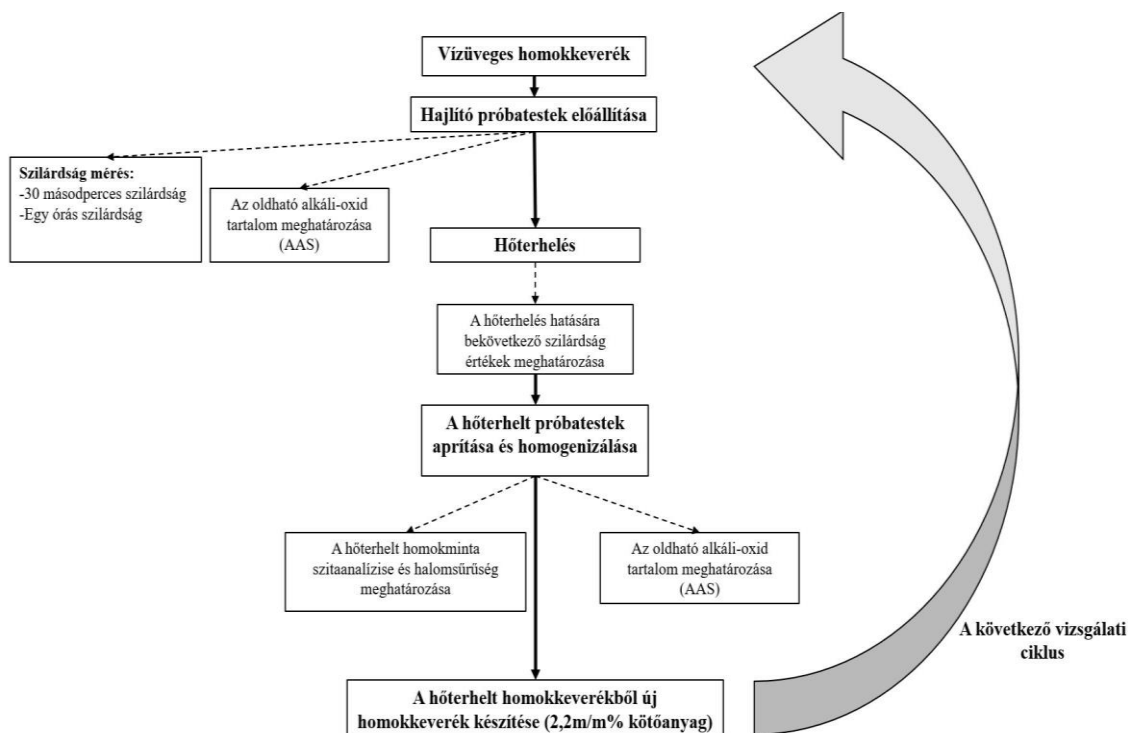 Vízüveges homokkeverék
Hajlító próbatestek előállítása
Szilárdság mérés:
-30 másodperces szilárdság
-Egy órás szilárdság
Az oldható alkáli-oxid
tartalom meghatározása
(AAS)
Hőterhelés
A hőterhelés hatására
bekövetkező szilárdság
értékek meghatározása
A hőterhelt próbatestek
aprítása és homogenizálása
A hőterhelt homokminta
szitaanalízise és halomsűrűség
meghatározása
Az oldható alkáli-oxid
tartalom meghatározása
(AAS)
A következő vizsgálati
ciklus
A hőterhelt homokkeverékből új
homokkeverék készítése (2,2m/m% kötőanyag)